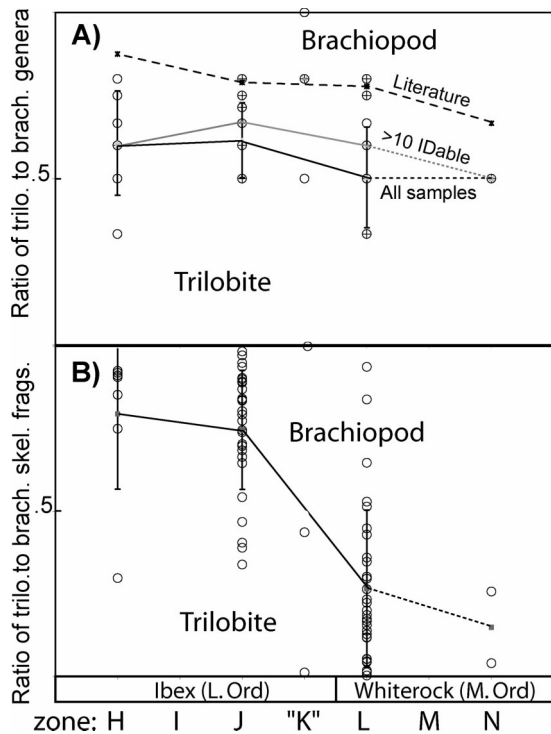 A)
Brachiopod
Literature
>10 IDable
All samples
.5
Trilobite
Ratio of trilo. to brach. genera
B)
Brachiopod
.5
Trilobite
Ratio of trilo.to brach. skel. frags.
Ibex (L. Ord) Whiterock (M. Ord)
zone: H I J "K" L M N